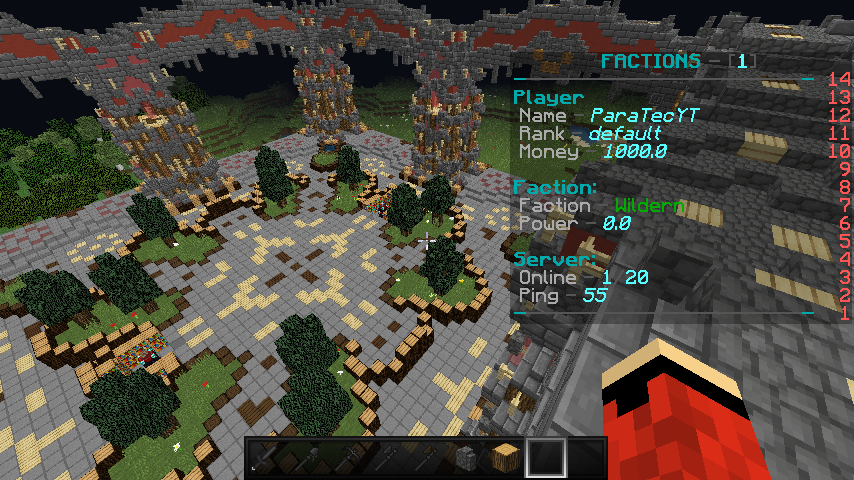 FACTIONS - [1]
14
Player 13
Name - ParaTecYT 12
Rank - default 11
Money - 1000.0 10
9
Faction: 8
Faction - Wildern 7
Power - 0.0 6
5
Server: 4
Online 1 20 3
Ping - 55 2
1